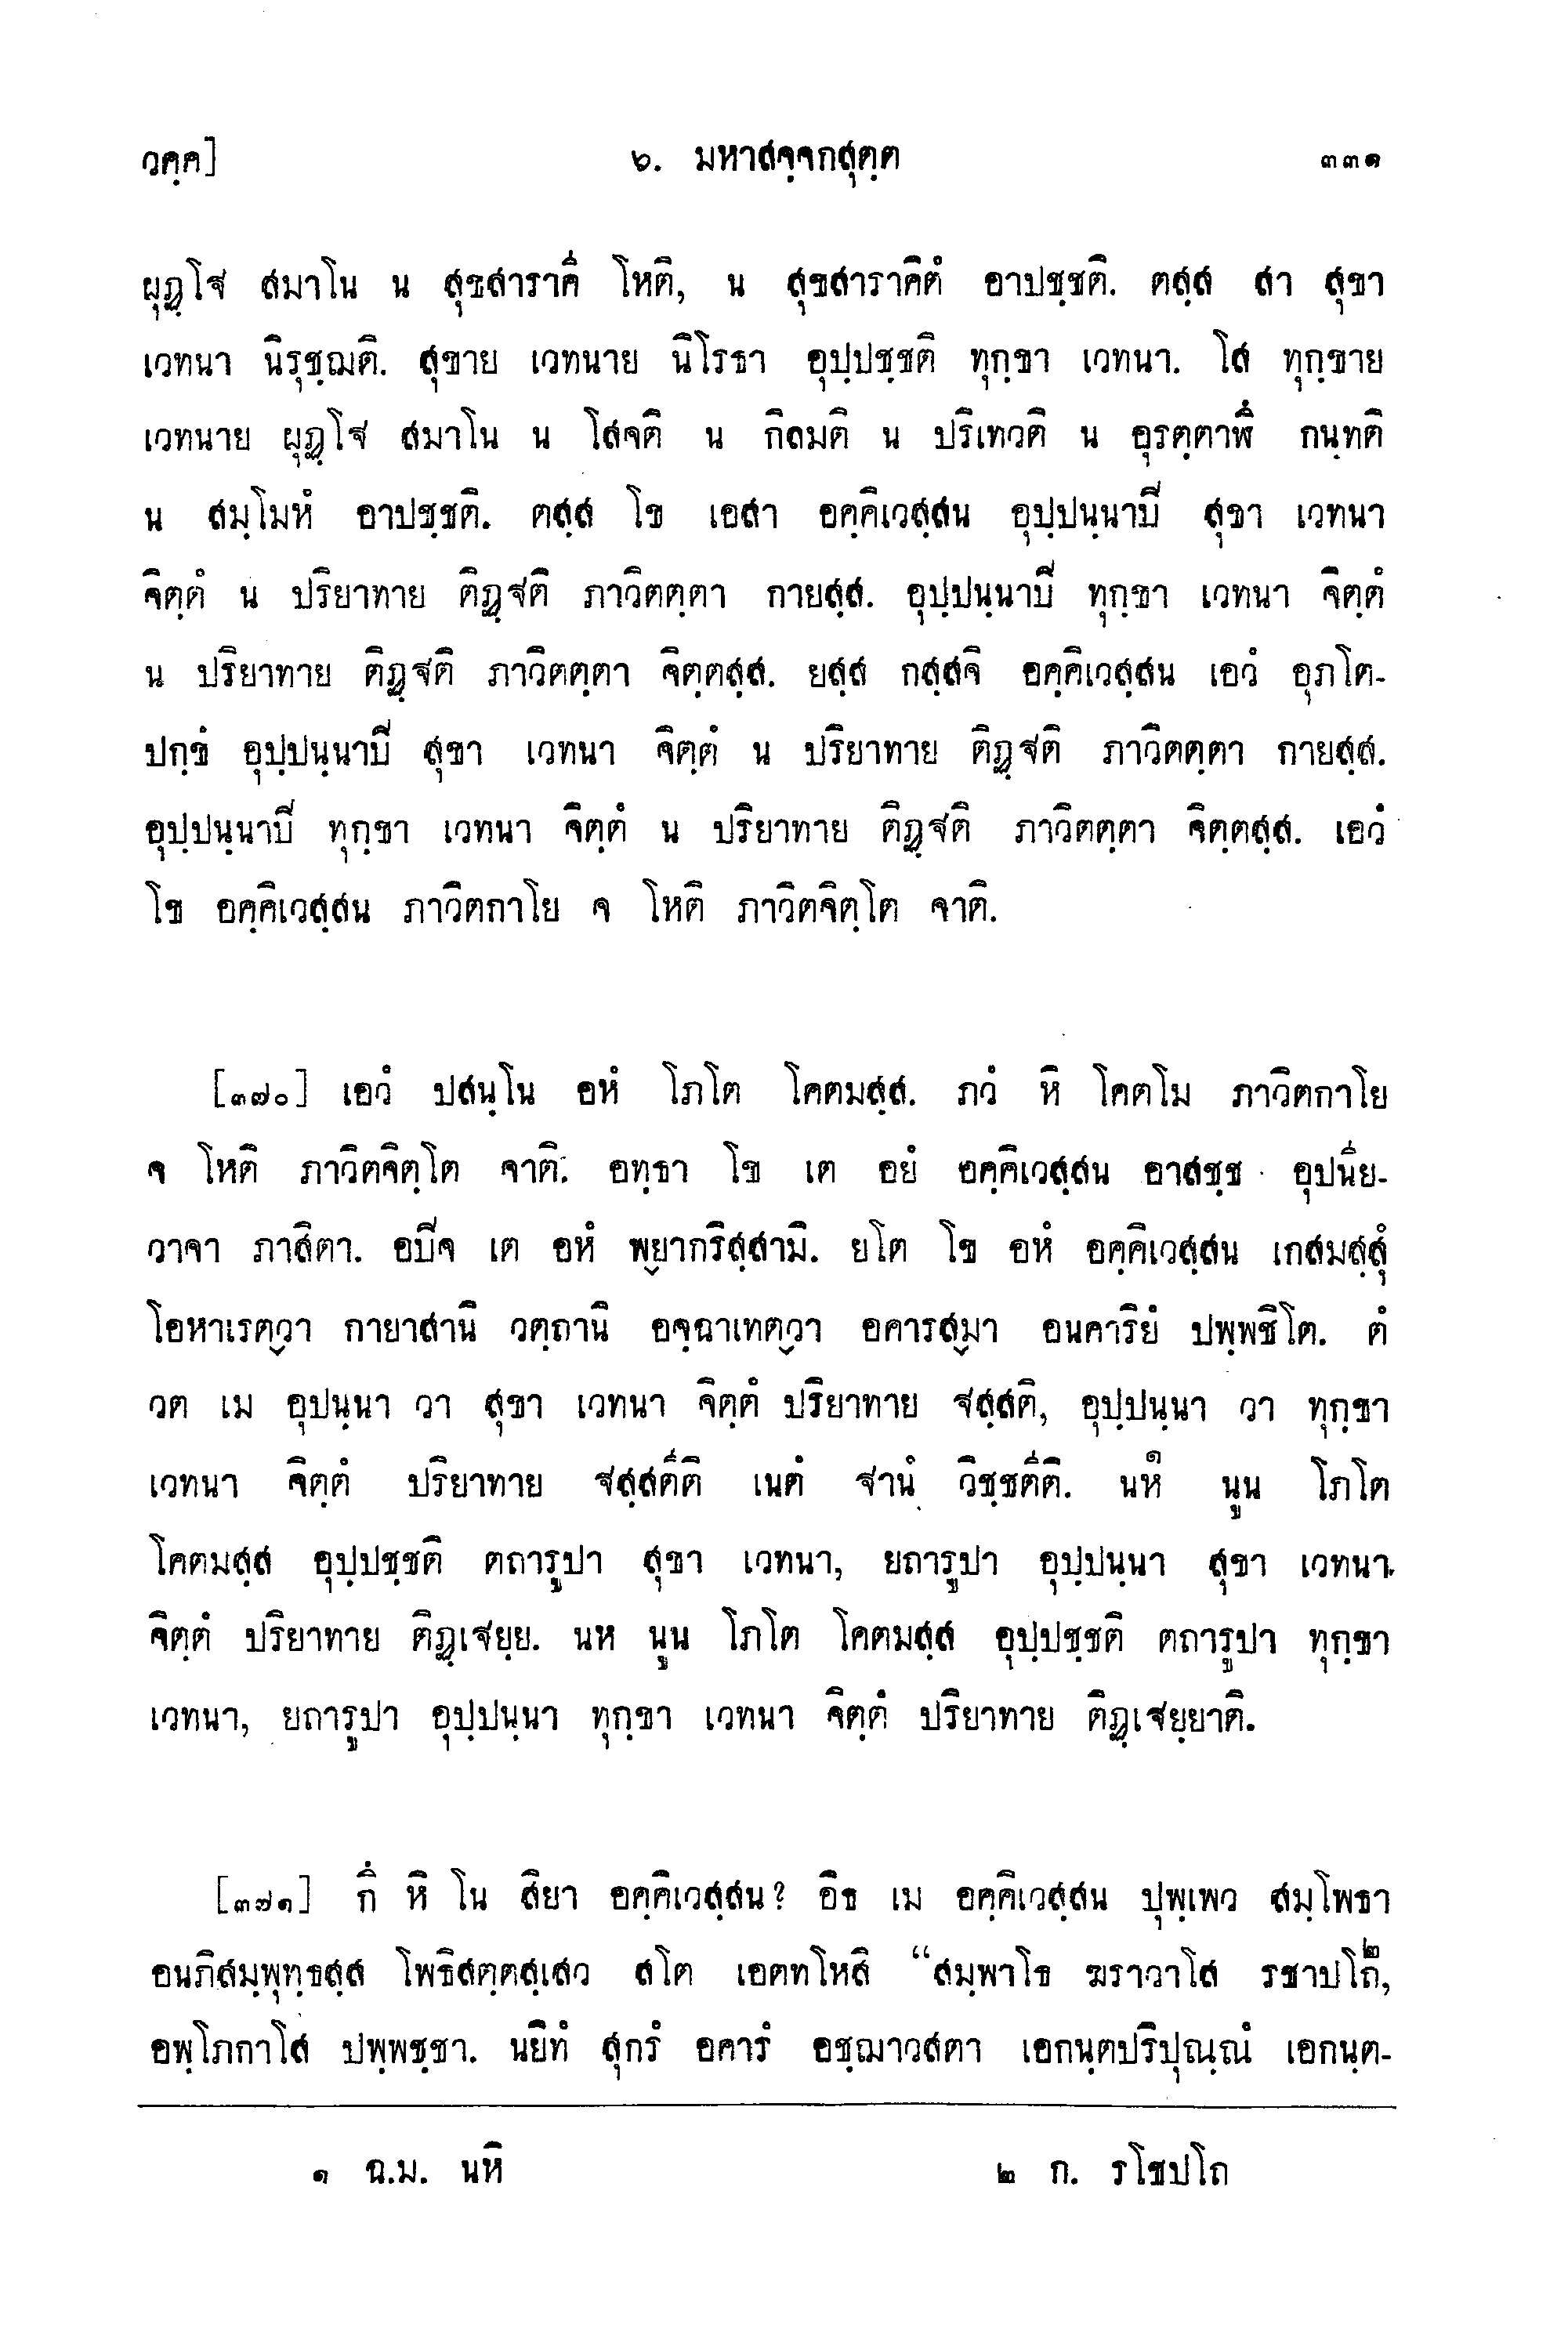 วคฺค] ๖. มหาสจฺจกสุตฺต ๓๓๑
ผุฏฺโฐ สมาโน น สุขสาราคี โหติ, น สุขสาราคิตํ อาปชฺชติ. ตสฺส สา สุขา
เวทนา นิรุชฺฌติ. สุขาย เวทนาย นิโรธา อุปฺปชฺชติ ทุกฺขา เวทนา. โส ทุกฺขาย
เวทนาย ผุฏฺโฐ สมาโน น โสจติ น กิลมติ น ปริเทวติ น อุรตฺตาฬึ กนฺทติ
น สมฺโมหํ อาปชฺชติ. ตสฺส โข เอสา อคฺคิเวสฺสน อุปฺปนฺนาปิ สุขา เวทนา
จิตฺตํ น ปริยาทาย ติฏฺฐติ ภาวิตตฺตา กายสฺส. อุปฺปนฺนาปิ ทุกฺขา เวทนา จิตฺตํ
น ปริยาทาย ติฏฺฐติ ภาวิตตฺตา จิตฺตสฺส. ยสฺส กสฺสจิ อคฺคิเวสฺสน เอวํ อุภโต-
ปกฺขํ อุปฺปนฺนาปิ สุขา เวทนา จิตฺตํ น ปริยาทาย ติฏฺฐติ ภาวิตตฺตา กายสฺส.
อุปฺปนฺนาปิ ทุกฺขา เวทนา จิตฺตํ น ปริยาทาย ติฏฺฐติ ภาวิตตฺตา จิตฺตสฺส. เอวํ
โข อคฺคิเวสฺสน ภาวิตกาโย จ โหติ ภาวิตจิตฺโต จาติ.
[๓๗๐] เอวํ ปสนฺโน อหํ โภโต โคตมสฺส. ภวํ หิ โคตโม ภาวิตกาโย
จ โหติ ภาวิตจิตฺโต จาติ. อทฺธา โข เต อยํ อคฺคิเวสฺสน อาสชฺช อุปนีย-
วาจา ภาสิตา. อปิจ เต อหํ พฺยากริสฺสามิ. ยโต โข อหํ อคฺคิเวสฺสน เกสมสฺสุํ
โอหาเรตฺวา กายาสานิ วตฺถานิ อจฺฉาเทตฺวา อคารสฺมา อนคาริยํ ปพฺพชิโต. ตํ
วต เม อุปนฺนา วา สุขา เวทนา จิตฺตํ ปริยาทาย ฐสฺสติ, อุปฺปนฺนา วา ทุกฺขา
เวทนา จิตฺตํ ปริยาทาย ฐสฺสตีติ เนตํ ฐานํ วิชฺชตีติ. นห๑ นูน โภโต
โคตมสฺส อุปฺปชฺชติ ตถารูปา สุขา เวทนา, ยถารูปา อุปฺปนฺนา สุขา เวทนา
จิตฺตํ ปริยาทาย ติฏฺเฐยฺย. นห นูน โภโต โคตมสฺส อุปฺปชฺชติ ตถารูปา ทุกฺขา
เวทนา, ยถารูปา อุปฺปนฺนา ทุกฺขา เวทนา จิตฺตํ ปริยาทาย ติฏฺเฐยฺยาติ.
[๓๗๑] กึ หิ โน สิยา อคฺคิเวสฺสน? อิธ เม อคฺคิเวสฺสน ปุพฺเพว สมฺโพธา
อนภิสมฺพุทฺธสฺส โพธิสตฺตสฺเสว สโต เอตทโหสิ “สมฺพาโธ ฆราวาโส รชาปโถ๒,
อพฺโภกาโส ปพฺพชฺชา. นยิทํ สุกรํ อคารํ อชฺฌาวสตา เอกนฺตปริปุณฺณํ เอกนฺต-
๑ ฉ.ม. นหิ ๒ ก. รโชปโถ